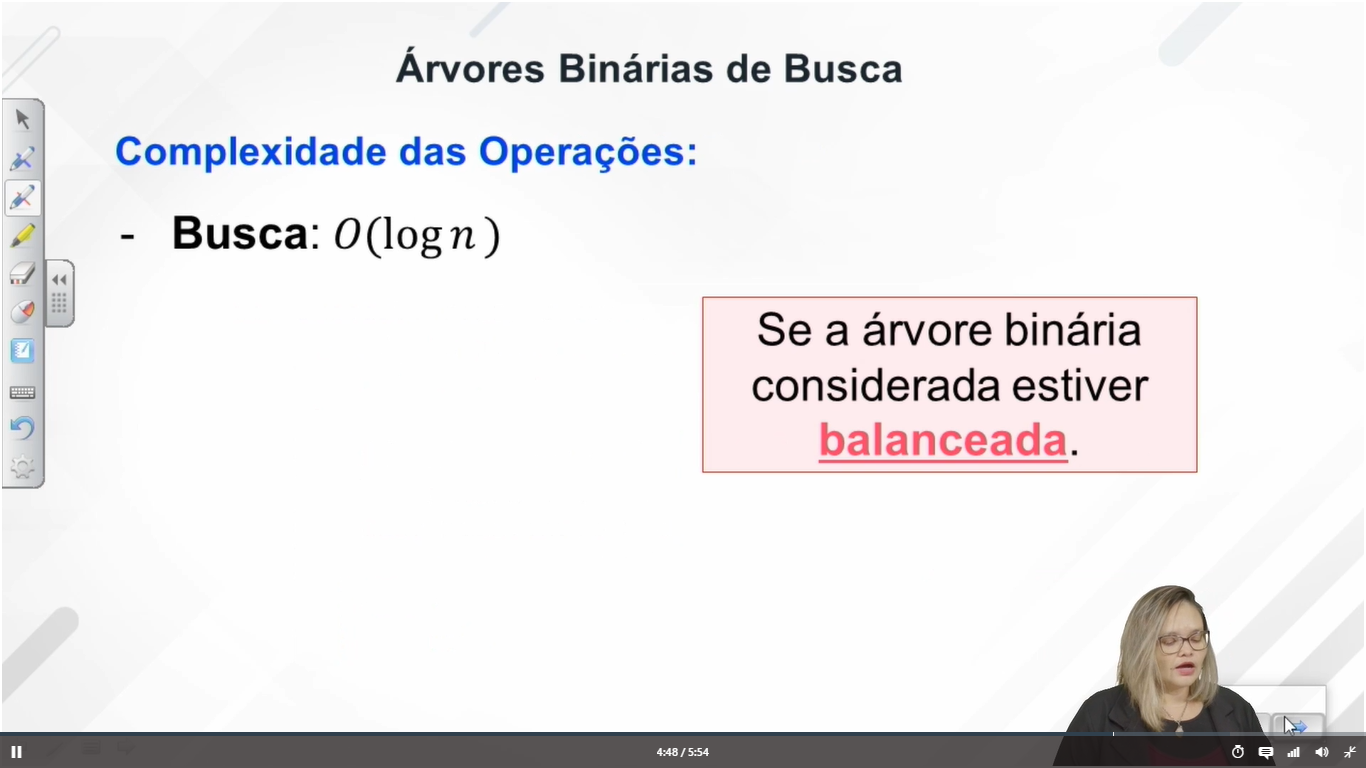 Árvores Binárias de Busca
Complexidade das Operações:
- Busca: O(log n )
Se a árvore binária
considerada estiver
balanceada.
4:48 / 5:54